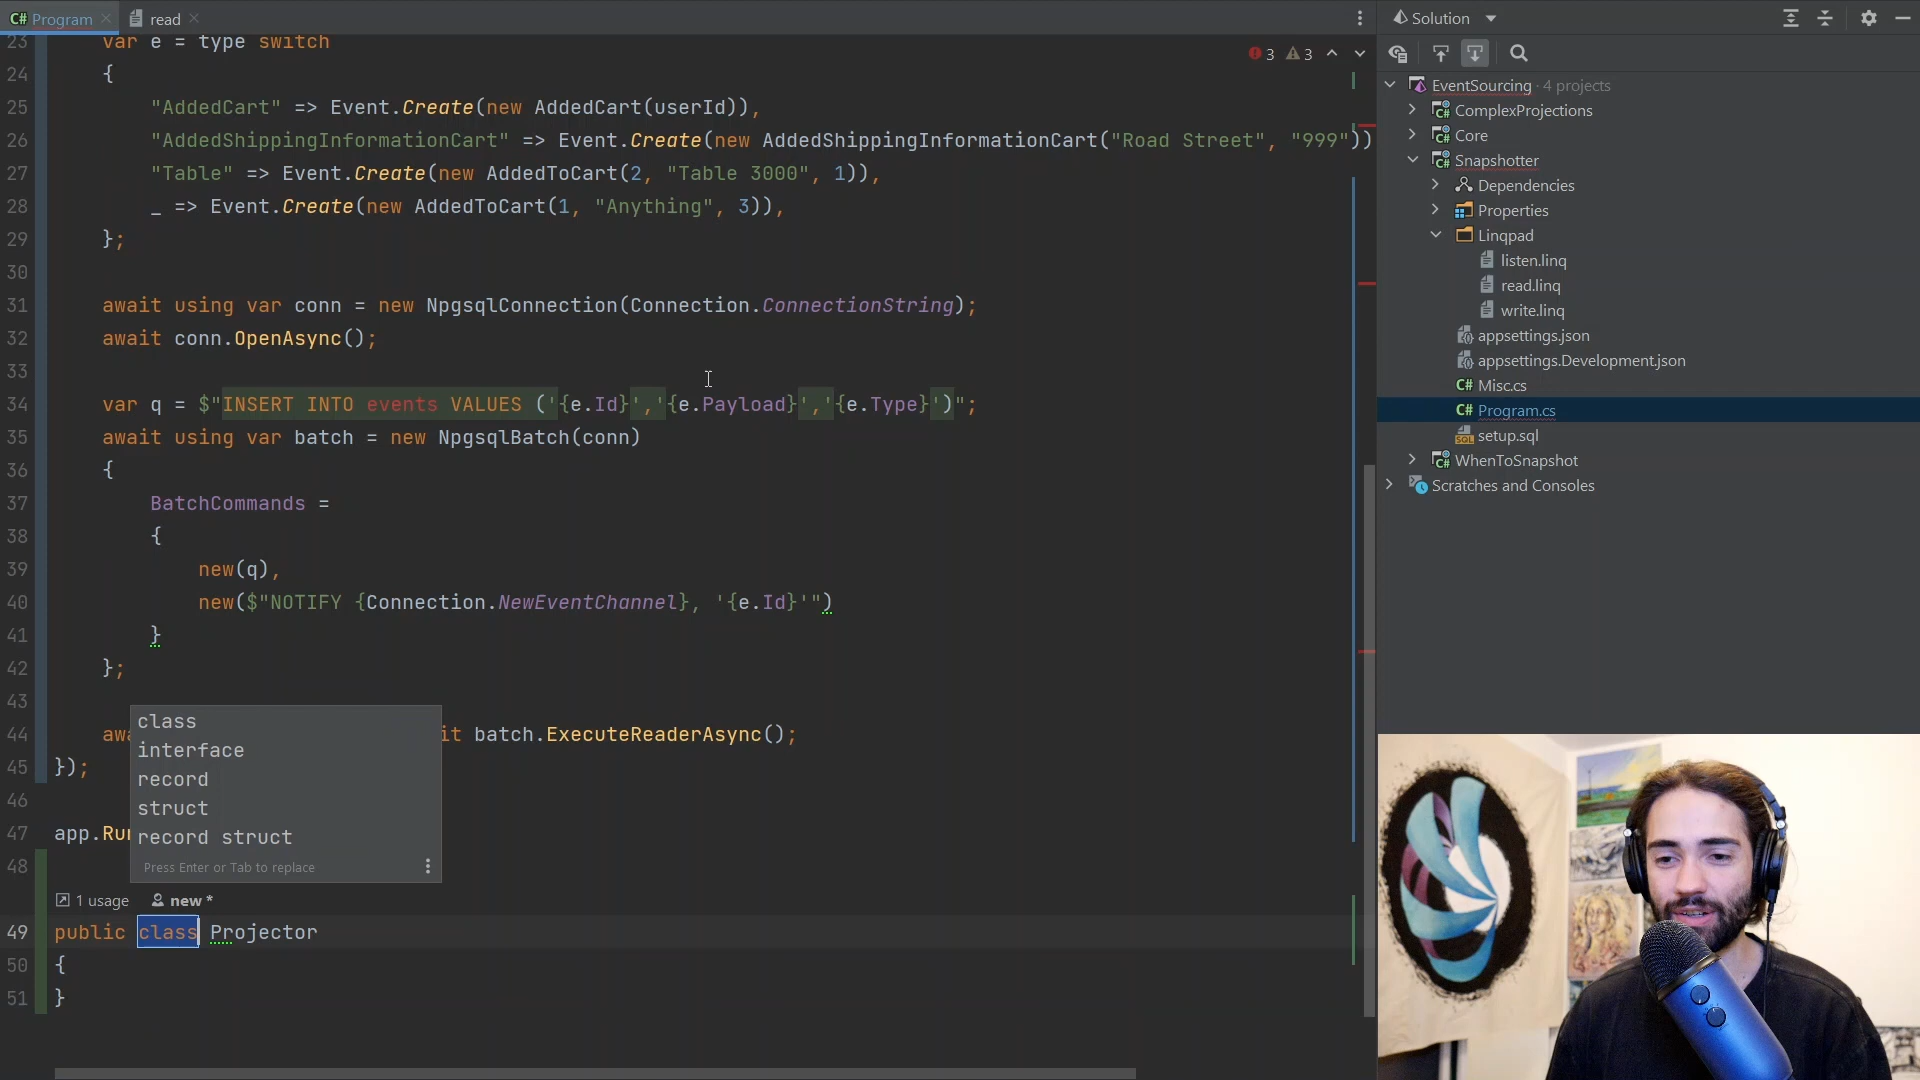 C# Program
read
23 var e = type switch
3
3
24 {
25 "AddedCart" => Event.Create(new AddedCart(userId)),
26 "AddedShippingInformationCart" => Event.Create(new AddedShippingInformationCart("Road Street", "999"))
27 "Table" => Event.Create(new AddedToCart(2, "Table 3000", 1)),
28 _ => Event.Create(new AddedToCart(1, "Anything", 3)),
29 };
30
31 await using var conn = new NpgsqlConnection(Connection.ConnectionString);
32 await conn.OpenAsync();
33
34 var q = $"INSERT INTO events VALUES ('{e.Id}','{e.Payload}','{e.Type}')";
35 await using var batch = new NpgsqlBatch(conn)
36 {
37 BatchCommands =
38 {
39 new(q),
40 new($"NOTIFY {Connection.NewEventChannel}, '{e.Id}'")
41 }
42 };
43
44 awa it batch.ExecuteReaderAsync();
45 });
46
47 app.Run
48
class
interface
record
struct
record struct
Press Enter or Tab to replace
1 usage new *
49 public class Projector
50 {
51 }
Solution
EventSourcing · 4 projects
C# ComplexProjections
C# Core
C# Snapshotter
Dependencies
Properties
Linqpad
listen.linq
read.linq
write.linq
appsettings.json
appsettings.Development.json
C# Misc.cs
C# Program.cs
SQL setup.sql
C# WhenToSnapshot
Scratches and Consoles